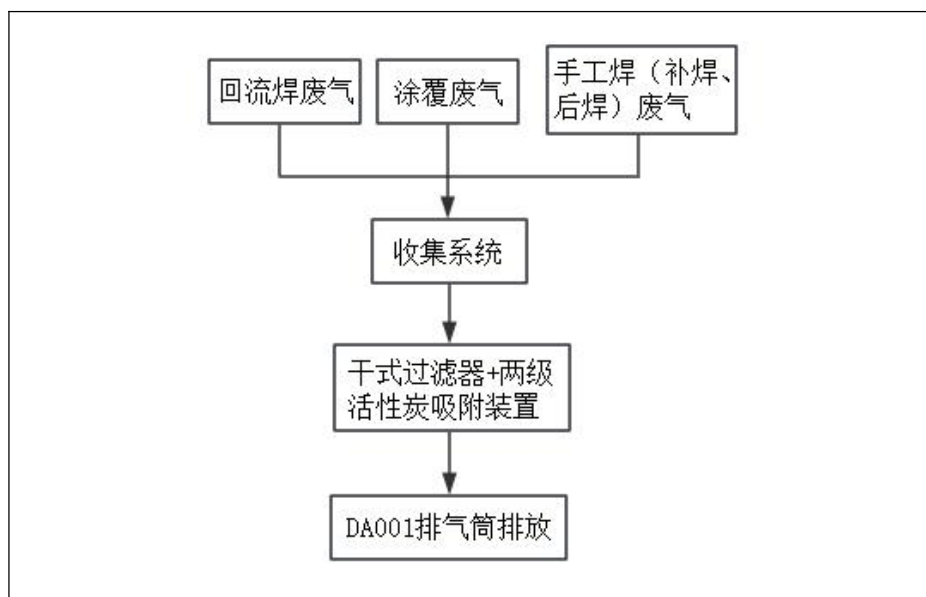 回流焊废气
涂覆废气
手工焊（补焊、
后焊）废气
收集系统
干式过滤器+两级
活性炭吸附装置
DA001排气筒排放